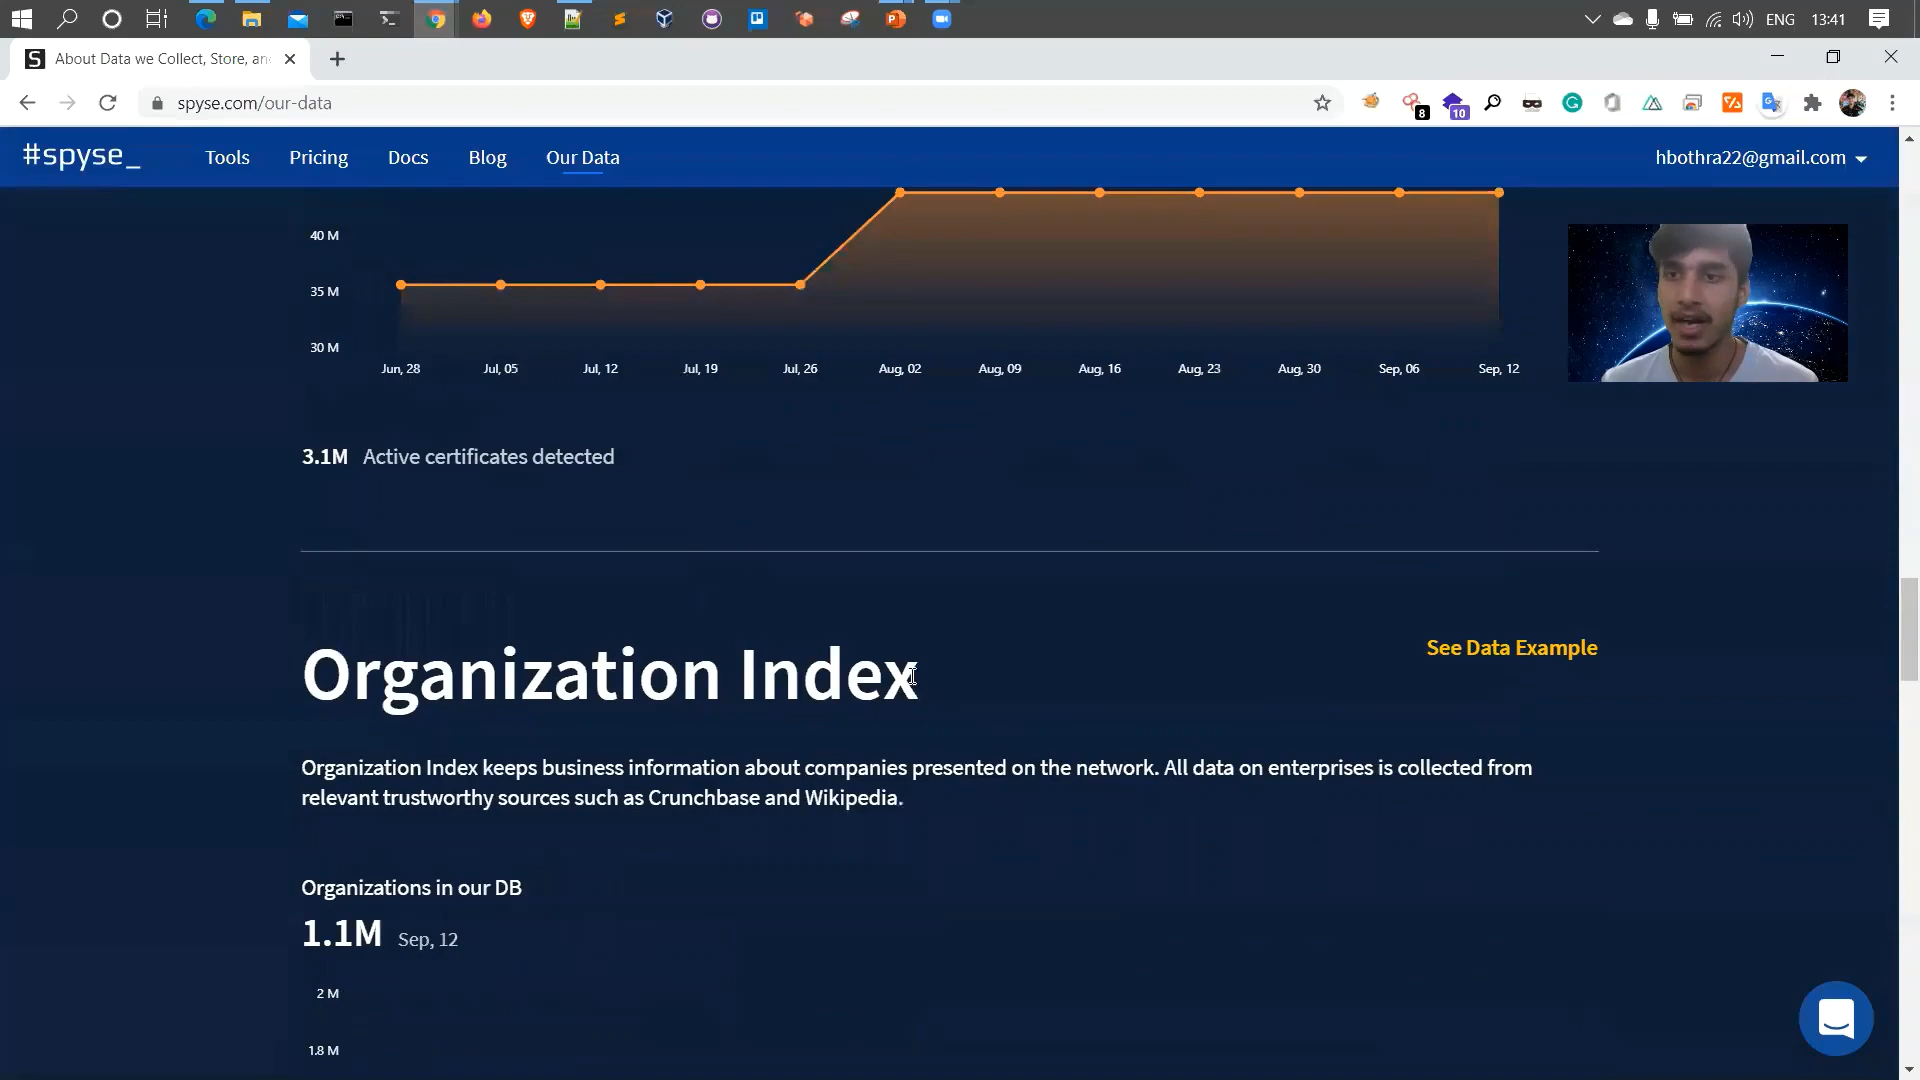 ENG 13:41
About Data we Collect, Store, an
spyse.com/our-data
8
10
#spyse_ Tools Pricing Docs Blog Our Data hbothra22@gmail.com
40 M
35 M
30 M
Jun, 28 Jul, 05 Jul, 12 Jul, 19 Jul, 26 Aug, 02 Aug, 09 Aug, 16 Aug, 23 Aug, 30 Sep, 06 Sep, 12
3.1M Active certificates detected
See Data Example
Organization Index
Organization Index keeps business information about companies presented on the network. All data on enterprises is collected from
relevant trustworthy sources such as Crunchbase and Wikipedia.
Organizations in our DB
1.1M Sep, 12
2 M
1.8 M